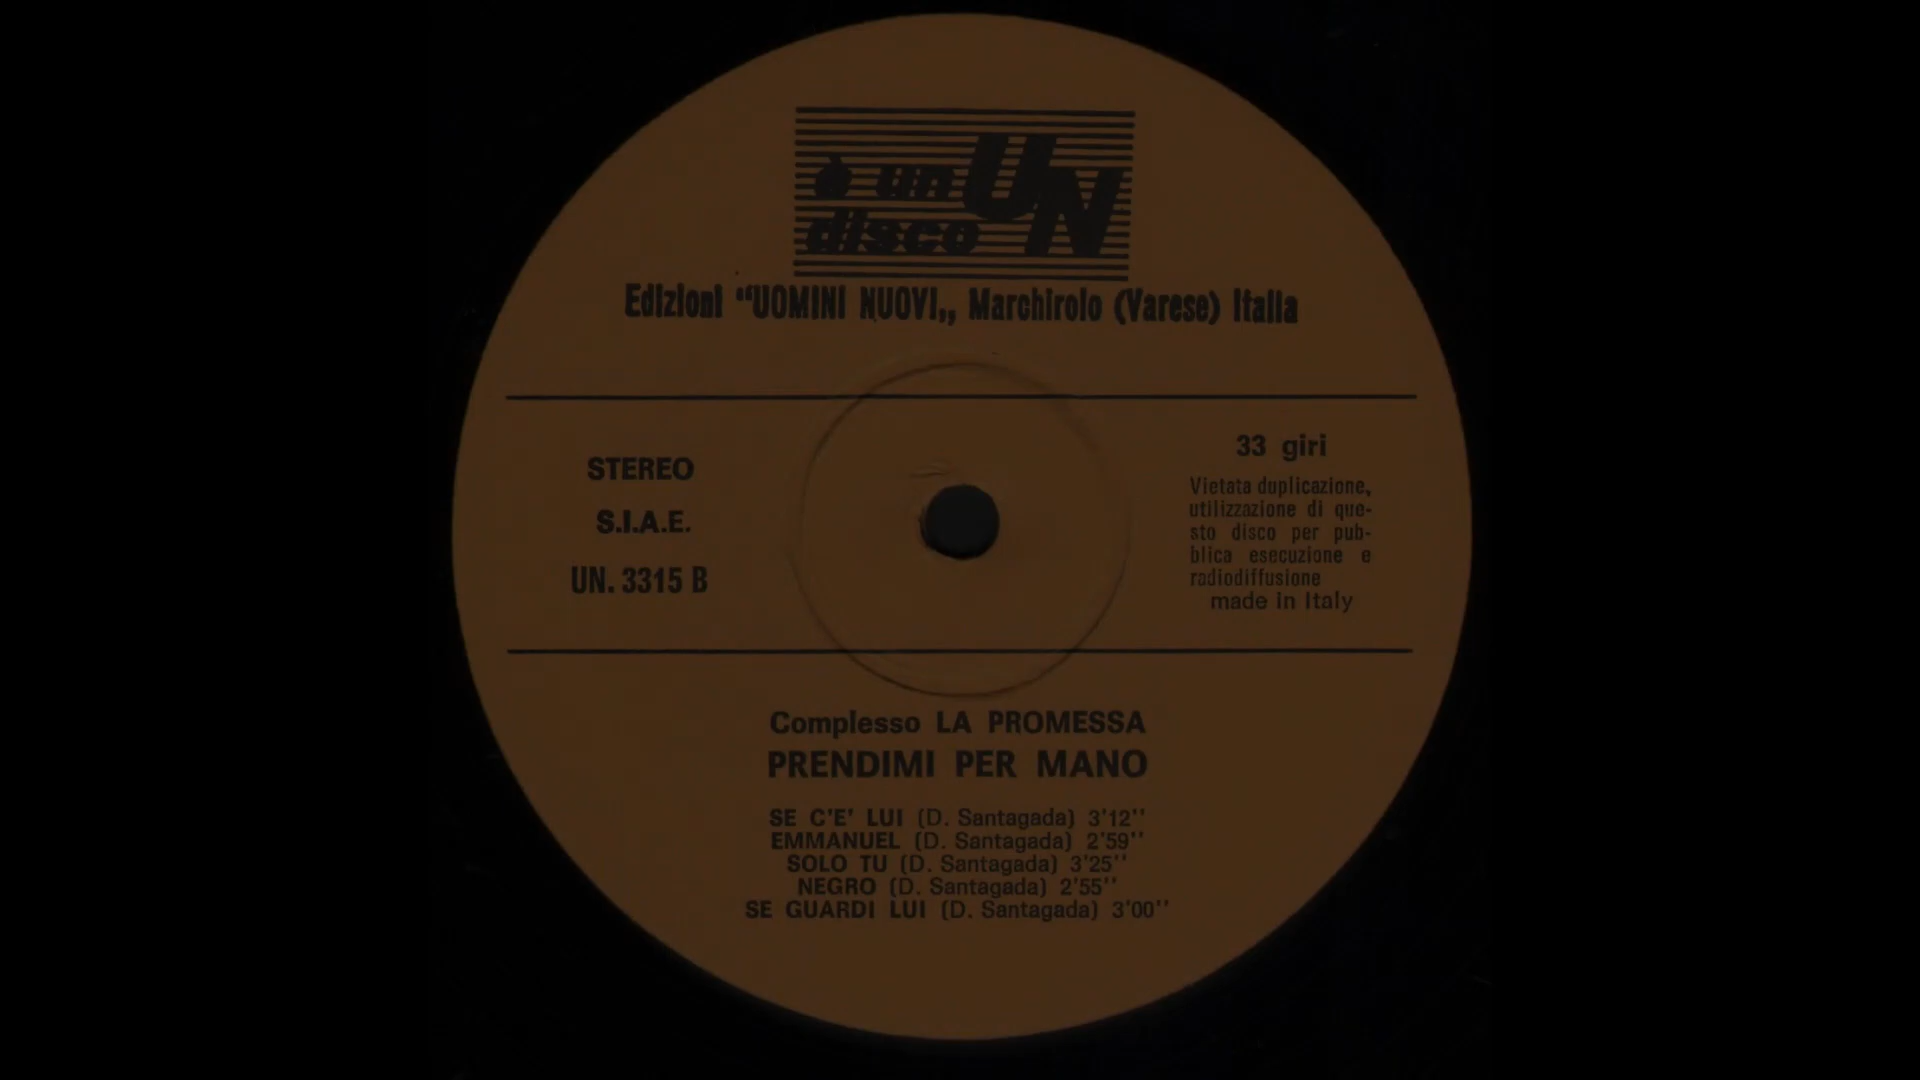 è un UN
disco
Edizioni “UOMINI NUOVI„ Marchirolo (Varese) Italia
STEREO
S.I.A.E.
UN. 3315 B
33 giri
Vietata duplicazione,
utilizzazione di que-
sto disco per pub-
blica esecuzione e
radiodiffusione
made in Italy
Complesso LA PROMESSA
PRENDIMI PER MANO
SE C'E' LUI (D. Santagada) 3'12''
EMMANUEL (D. Santagada) 2'59''
SOLO TU (D. Santagada) 3'25''
NEGRO (D. Santagada) 2'55''
SE GUARDI LUI (D. Santagada) 3'00''